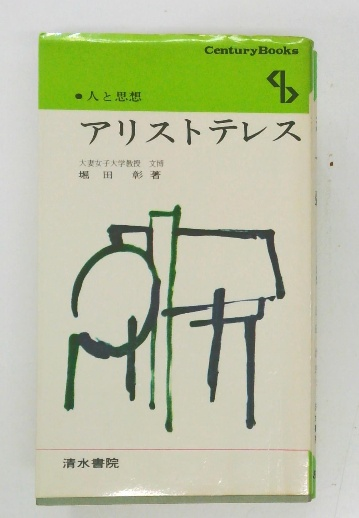 CenturyBooks
●人と思想
アリストテレス
大妻女子大学教授 文博
堀田 彰 著
清水書院